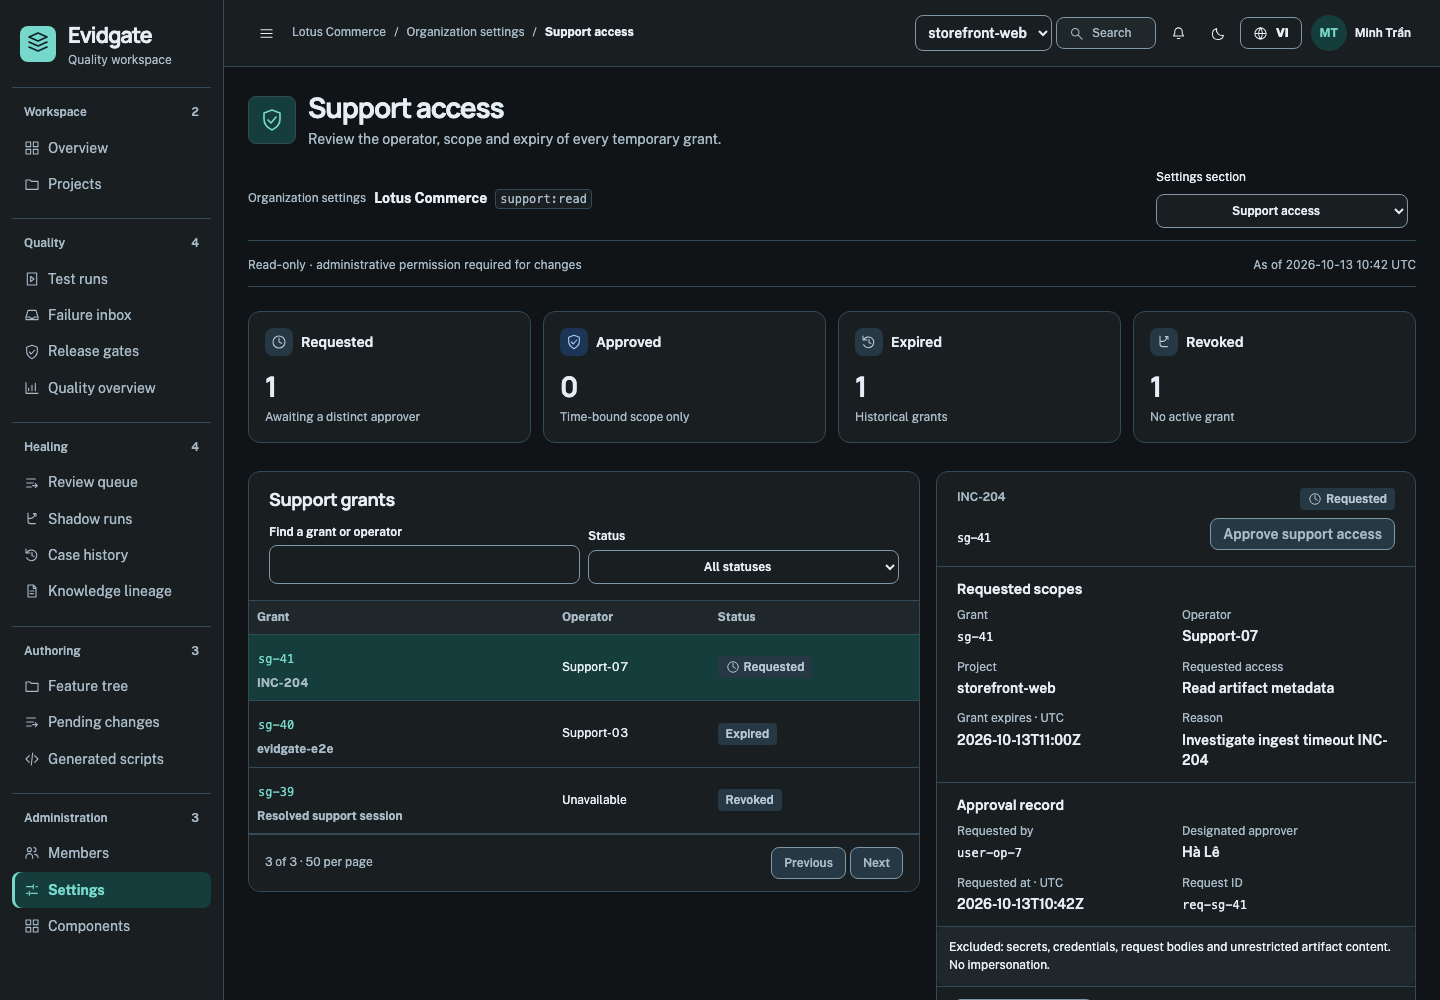 Evidgate
Quality workspace
Workspace 2
Overview
Projects
Quality 4
Test runs
Failure inbox
Release gates
Quality overview
Healing 4
Review queue
Shadow runs
Case history
Knowledge lineage
Authoring 3
Feature tree
Pending changes
Generated scripts
Administration 3
Members
Settings
Components
Lotus Commerce / Organization settings / Support access
storefront-web
Search
VI
MT
Minh Trần
Support access
Review the operator, scope and expiry of every temporary grant.
Organization settings Lotus Commerce support:read
Settings section
Support access
Read-only · administrative permission required for changes
As of 2026-10-13 10:42 UTC
Requested
1
Awaiting a distinct approver
Approved
0
Time-bound scope only
Expired
1
Historical grants
Revoked
1
No active grant
Support grants
Find a grant or operator
Status
All statuses
Grant Operator Status
sg-41
INC-204
Support-07
Requested
sg-40
evidgate-e2e
Support-03
Expired
sg-39
Resolved support session
Unavailable
Revoked
3 of 3 · 50 per page
Previous
Next
INC-204
Requested
sg-41
Approve support access
Requested scopes
Grant
sg-41
Operator
Support-07
Project
storefront-web
Requested access
Read artifact metadata
Grant expires · UTC
2026-10-13T11:00Z
Reason
Investigate ingest timeout INC-
204
Approval record
Requested by
user-op-7
Designated approver
Hà Lê
Requested at · UTC
2026-10-13T10:42Z
Request ID
req-sg-41
Excluded: secrets, credentials, request bodies and unrestricted artifact content.
No impersonation.